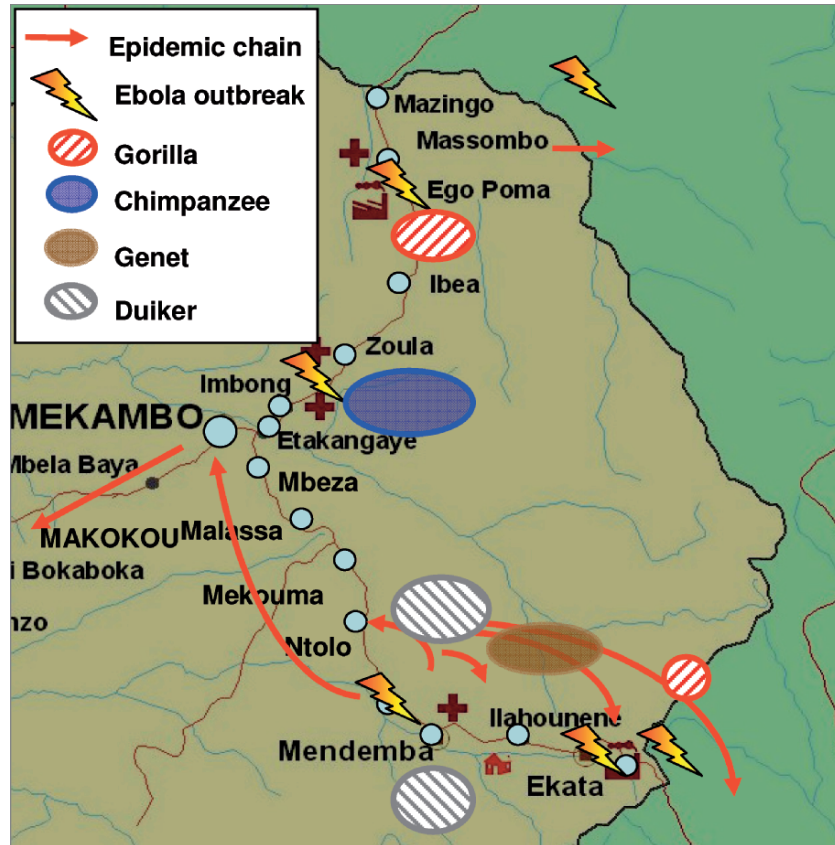 Epidemic chain
Ebola outbreak
Gorilla
Chimpanzee
Genet
Duiker
Mazingo
Massombo
Ego Poma
Ibea
Zoula
Imbong
MEKAMBO
Etakangaye
Mbela Baya
Mbeza
MAKOKOU
Malassa
i Bokaboka
Mekouma
nzo
Ntolo
Ilahounene
Mendemba
Ekata